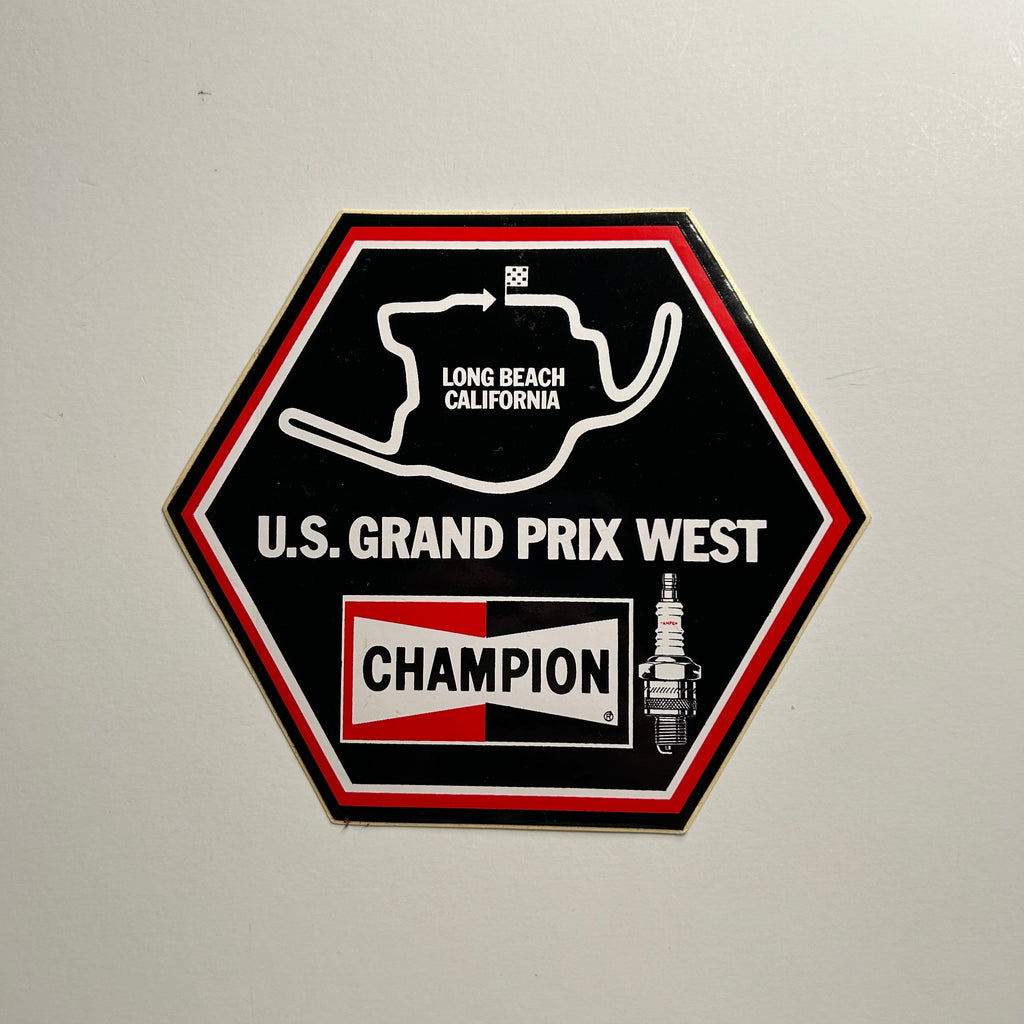 LONG BEACH
CALIFORNIA
U.S. GRAND PRIX WEST
CHAMPION
®